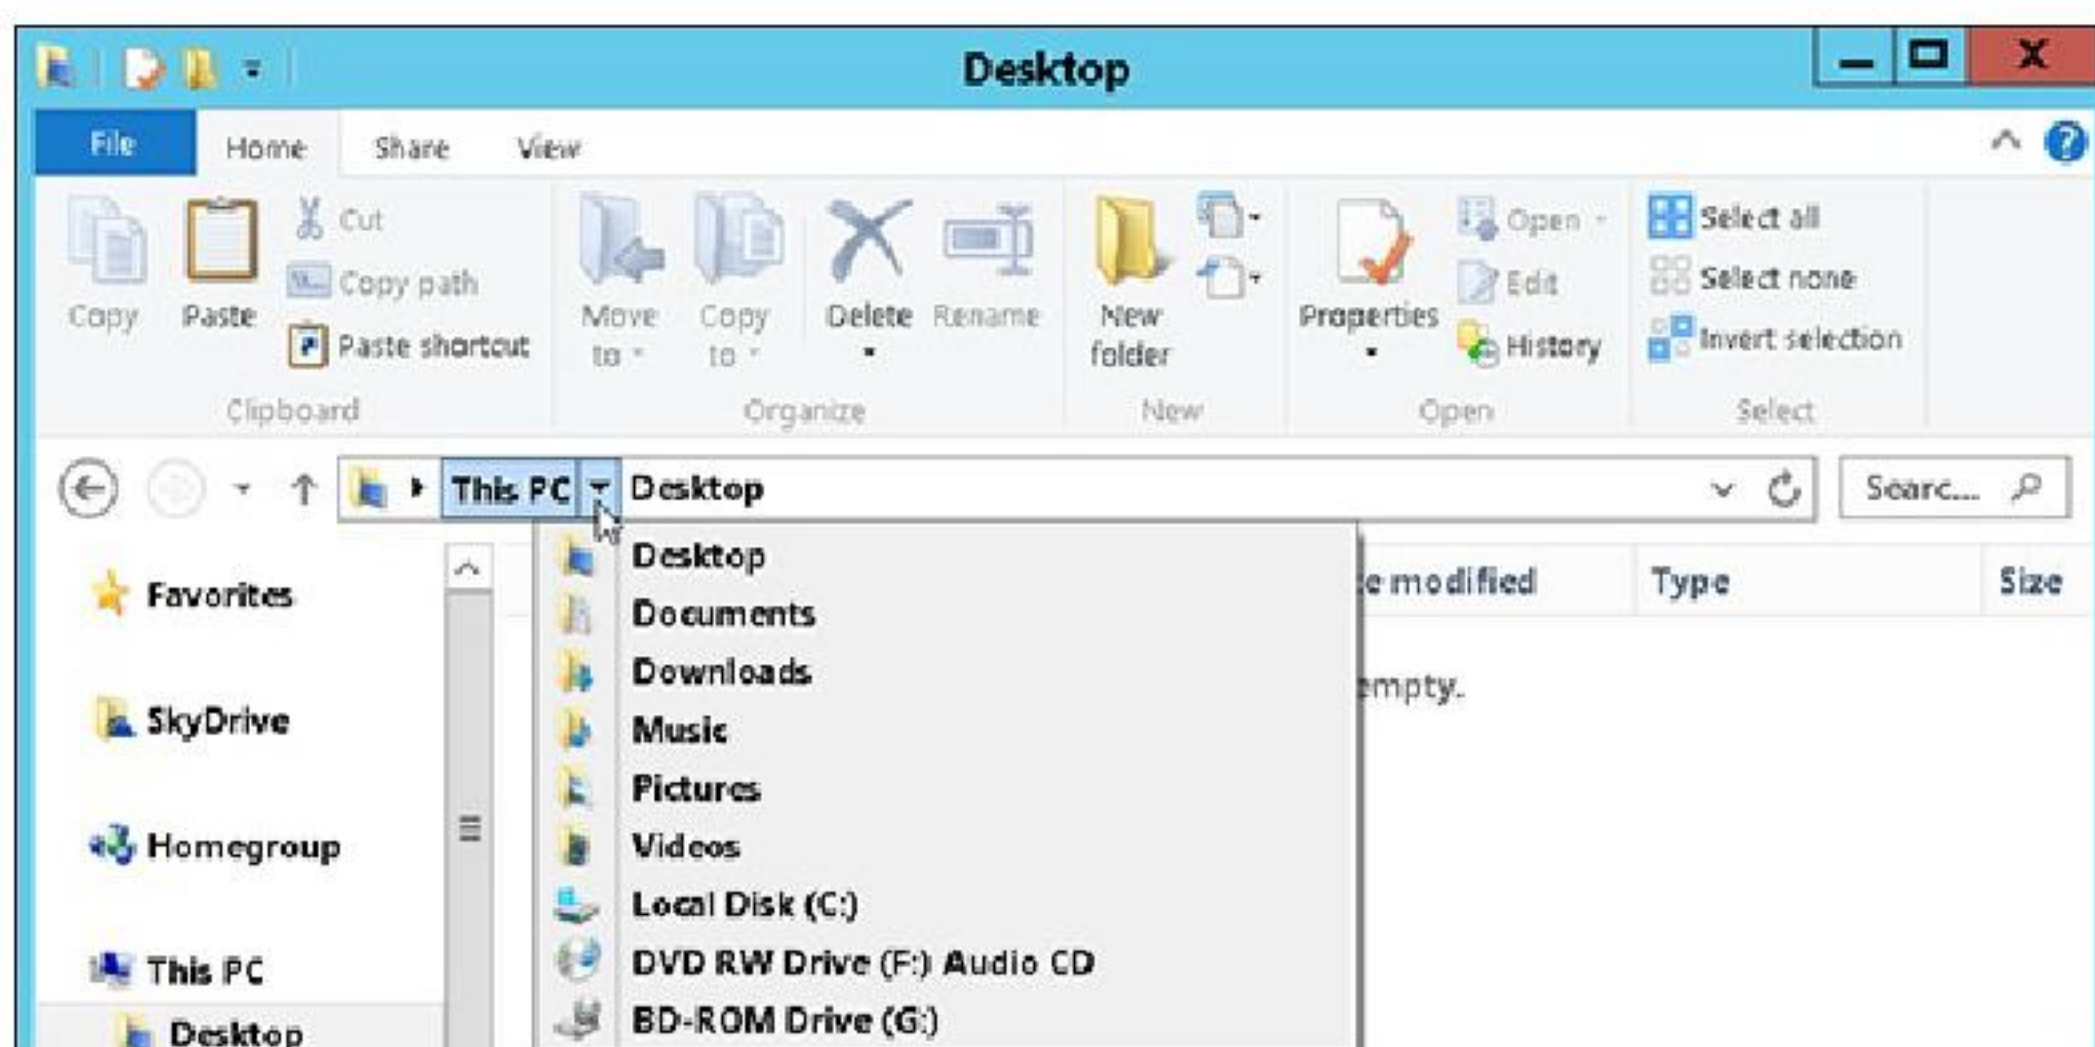 Desktop
File Home Share View
Copy
Paste
Cut
Copy path
Paste shortcut
Clipboard
Move to
Copy to
Delete
Rename
Organize
New folder
New
Properties
Open
Edit
History
Open
Select all
Select none
Invert selection
Select
This PC Desktop
Searc...
Favorites
SkyDrive
Homegroup
This PC
Desktop
Desktop
Documents
Downloads
Music
Pictures
Videos
Local Disk (C:)
DVD RW Drive (F:) Audio CD
BD-ROM Drive (G:)
e modified Type Size
empty.